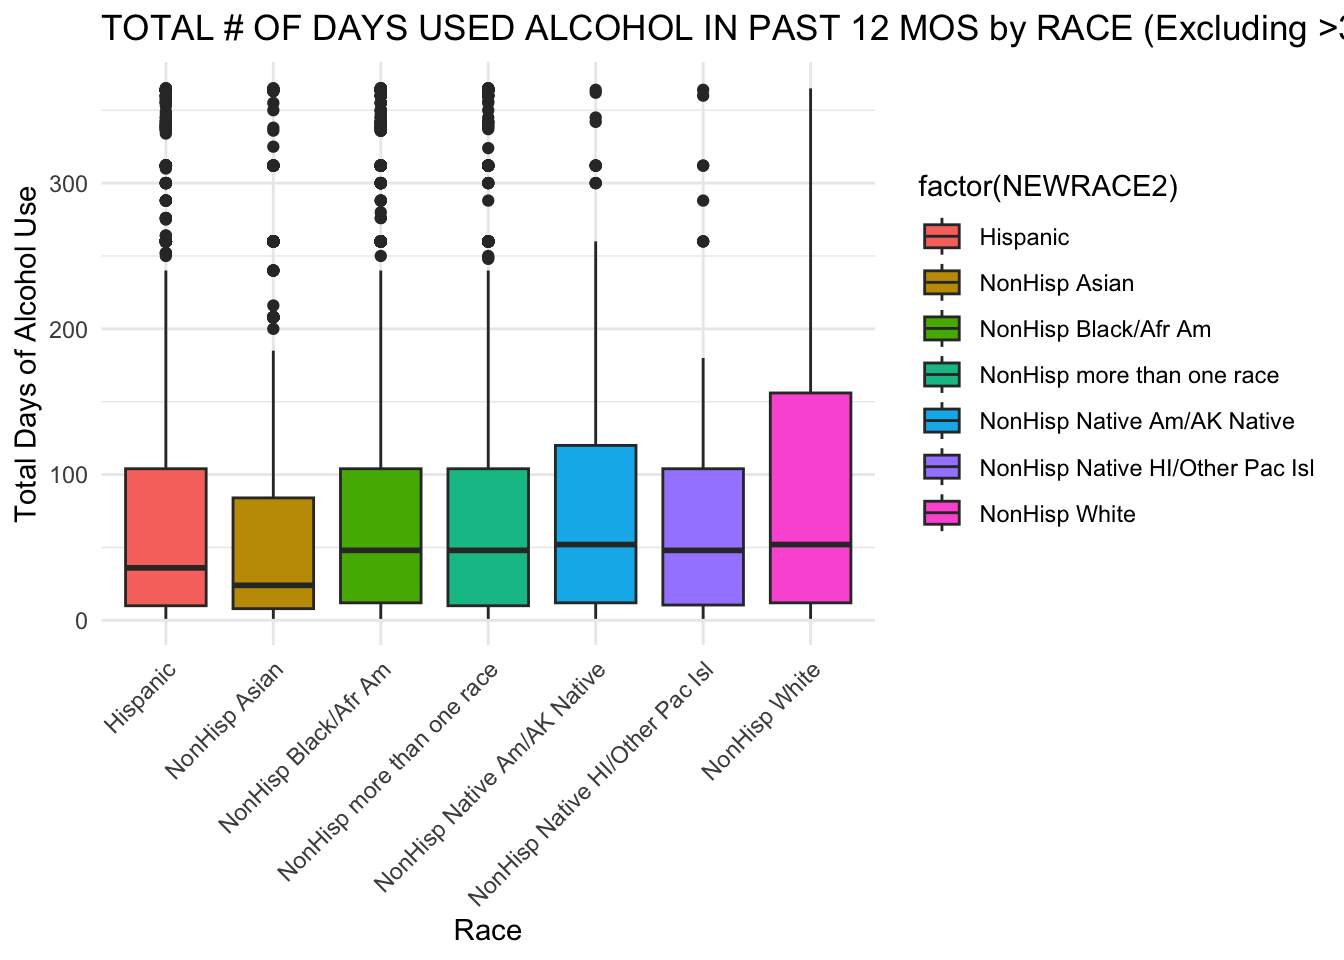 TOTAL # OF DAYS USED ALCOHOL IN PAST 12 MOS by RACE (Excluding >3
Total Days of Alcohol Use
300
200
100
0
Hispanic
NonHisp Asian
NonHisp Black/Afr Am
NonHisp more than one race
NonHisp Native Am/AK Native
NonHisp Native HI/Other Pac Isl
NonHisp White
Race
factor(NEWRACE2)
Hispanic
NonHisp Asian
NonHisp Black/Afr Am
NonHisp more than one race
NonHisp Native Am/AK Native
NonHisp Native HI/Other Pac Isl
NonHisp White